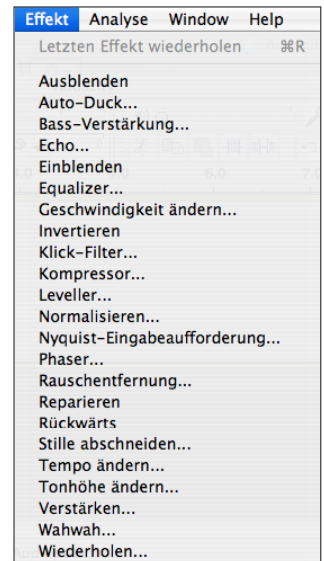 Effekt Analyse Window Help
Letzten Effekt wiederholen ⌘R
Ausblenden
Auto-Duck...
Bass-Verstärkung...
Echo...
Einblenden
Equalizer...
Geschwindigkeit ändern...
Invertieren
Klick-Filter...
Kompressor...
Leveller...
Normalisieren...
Nyquist-Eingabeaufforderung...
Phaser...
Rauschentfernung...
Reparieren
Rückwärts
Stille abschneiden...
Tempo ändern...
Tonhöhe ändern...
Verstärken...
Wahwah...
Wiederholen...